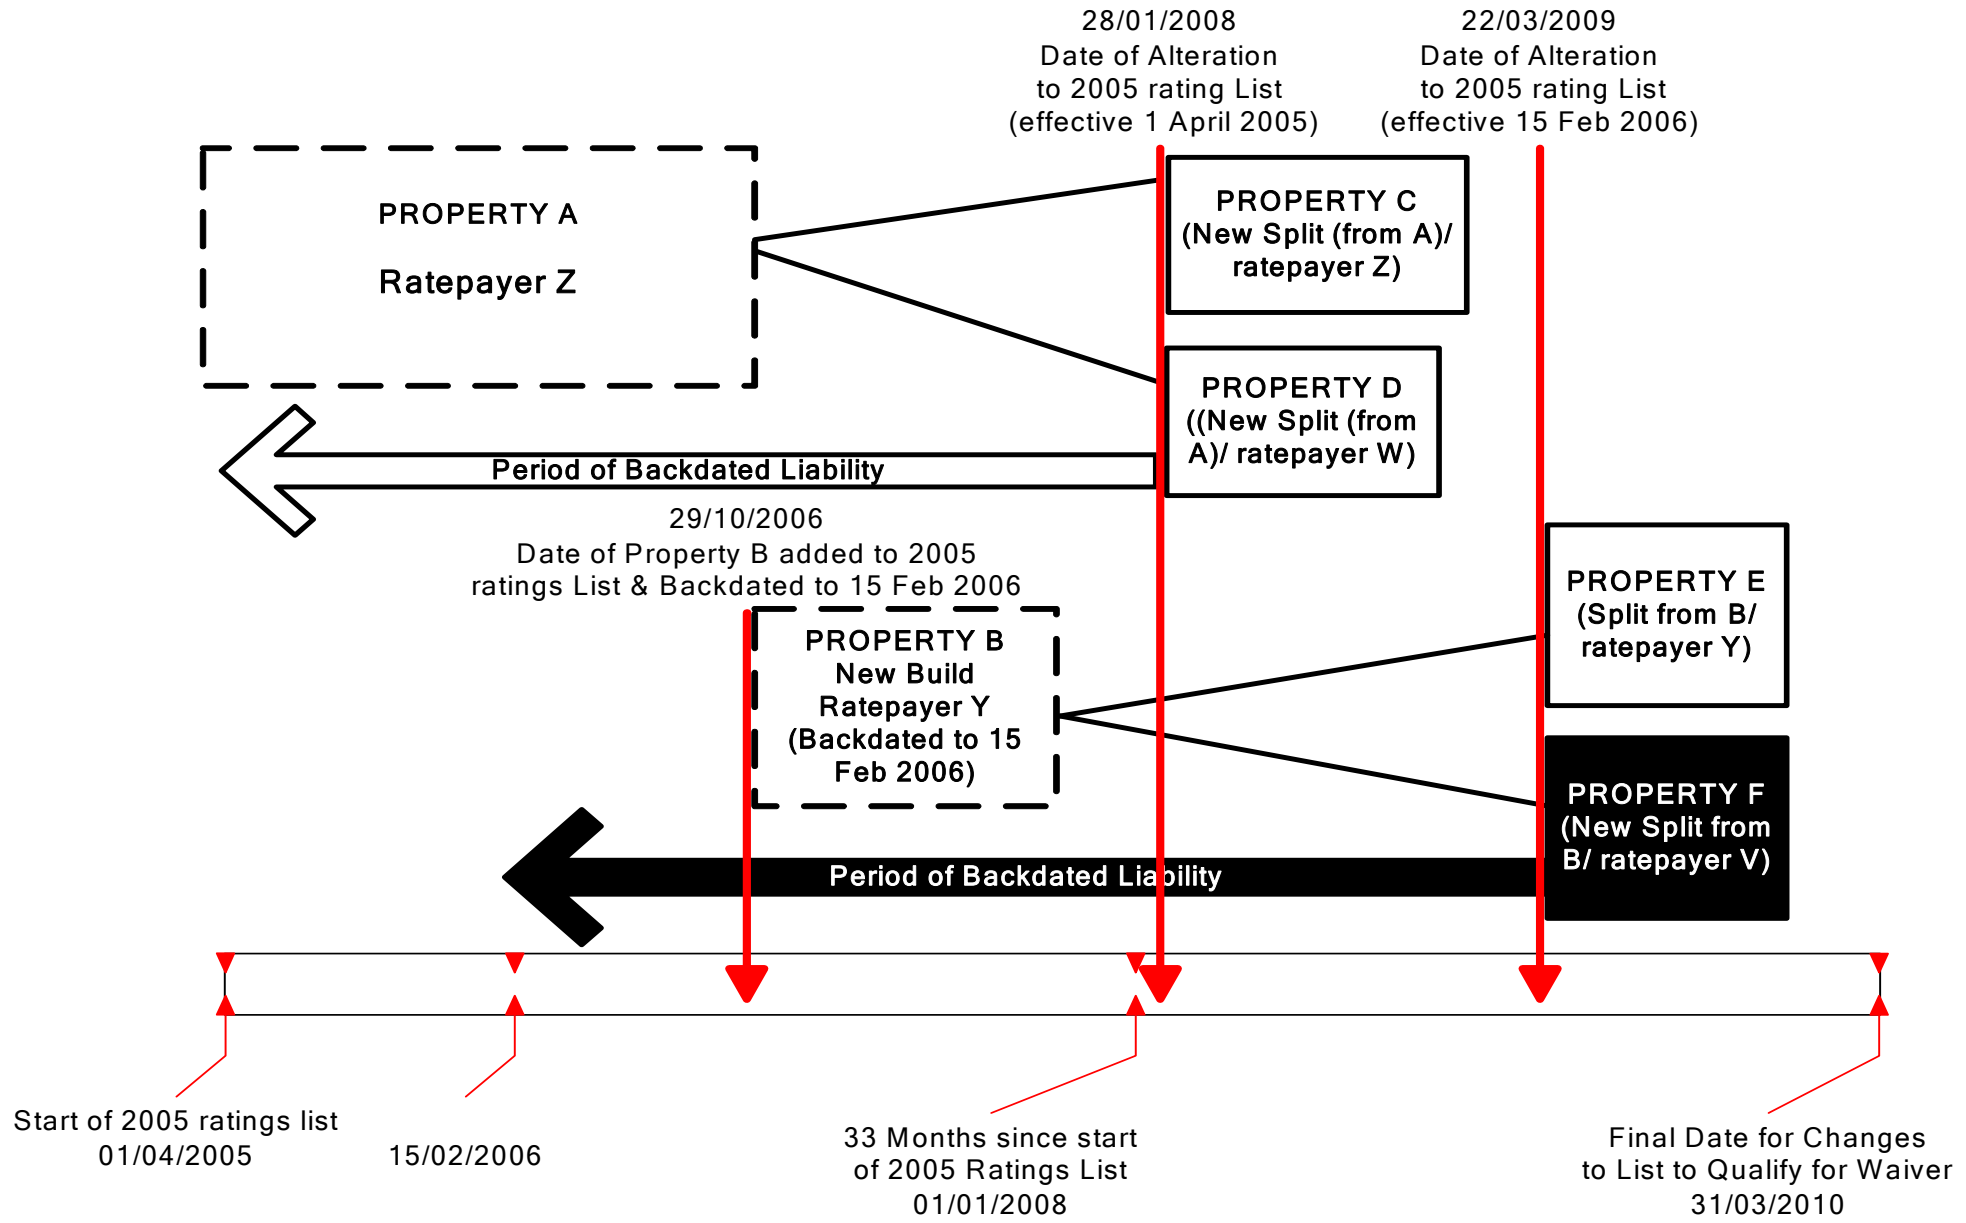 28/01/2008
Date of Alteration
to 2005 rating List
(effective 1 April 2005)
22/03/2009
Date of Alteration
to 2005 rating List
(effective 15 Feb 2006)
PROPERTY A
Ratepayer Z
PROPERTY C
(New Split (from A)/
ratepayer Z)
PROPERTY D
((New Split (from
A)/ ratepayer W)
Period of Backdated Liability
29/10/2006
Date of Property B added to 2005
ratings List & Backdated to 15 Feb 2006
PROPERTY B
New Build
Ratepayer Y
(Backdated to 15
Feb 2006)
PROPERTY E
(Split from B/
ratepayer Y)
PROPERTY F
(New Split from
B/ ratepayer V)
Period of Backdated Liability
Start of 2005 ratings list
01/04/2005
15/02/2006
33 Months since start
of 2005 Ratings List
01/01/2008
Final Date for Changes
to List to Qualify for Waiver
31/03/2010